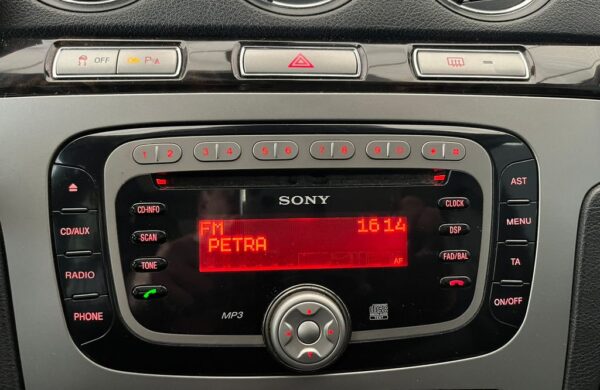 OFF P
1 2 3 4 5 6 7 8 9 0 * #
SONY
CD-INFO
SCAN
TONE
CLOCK
DSP
FAD/BAL
CD/AUX
RADIO
PHONE
AST
MENU
TA
ON/OFF
FM 16 14
PETRA
AF
MP3